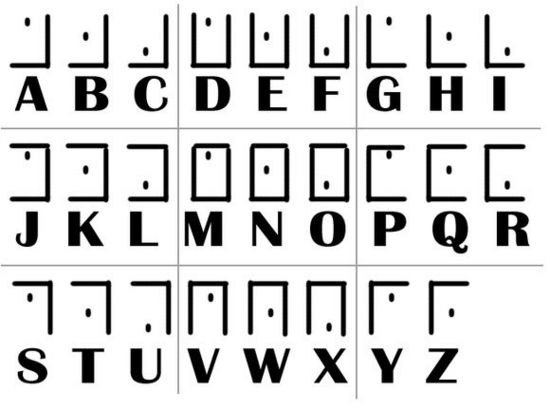 A B C D E F G H I
J K L M N O P Q R
S T U V W X Y Z